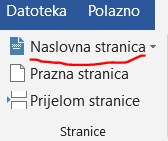 Datoteka Polazno
Naslovna stranica
Prazna stranica
Prijelom stranice
Stranice